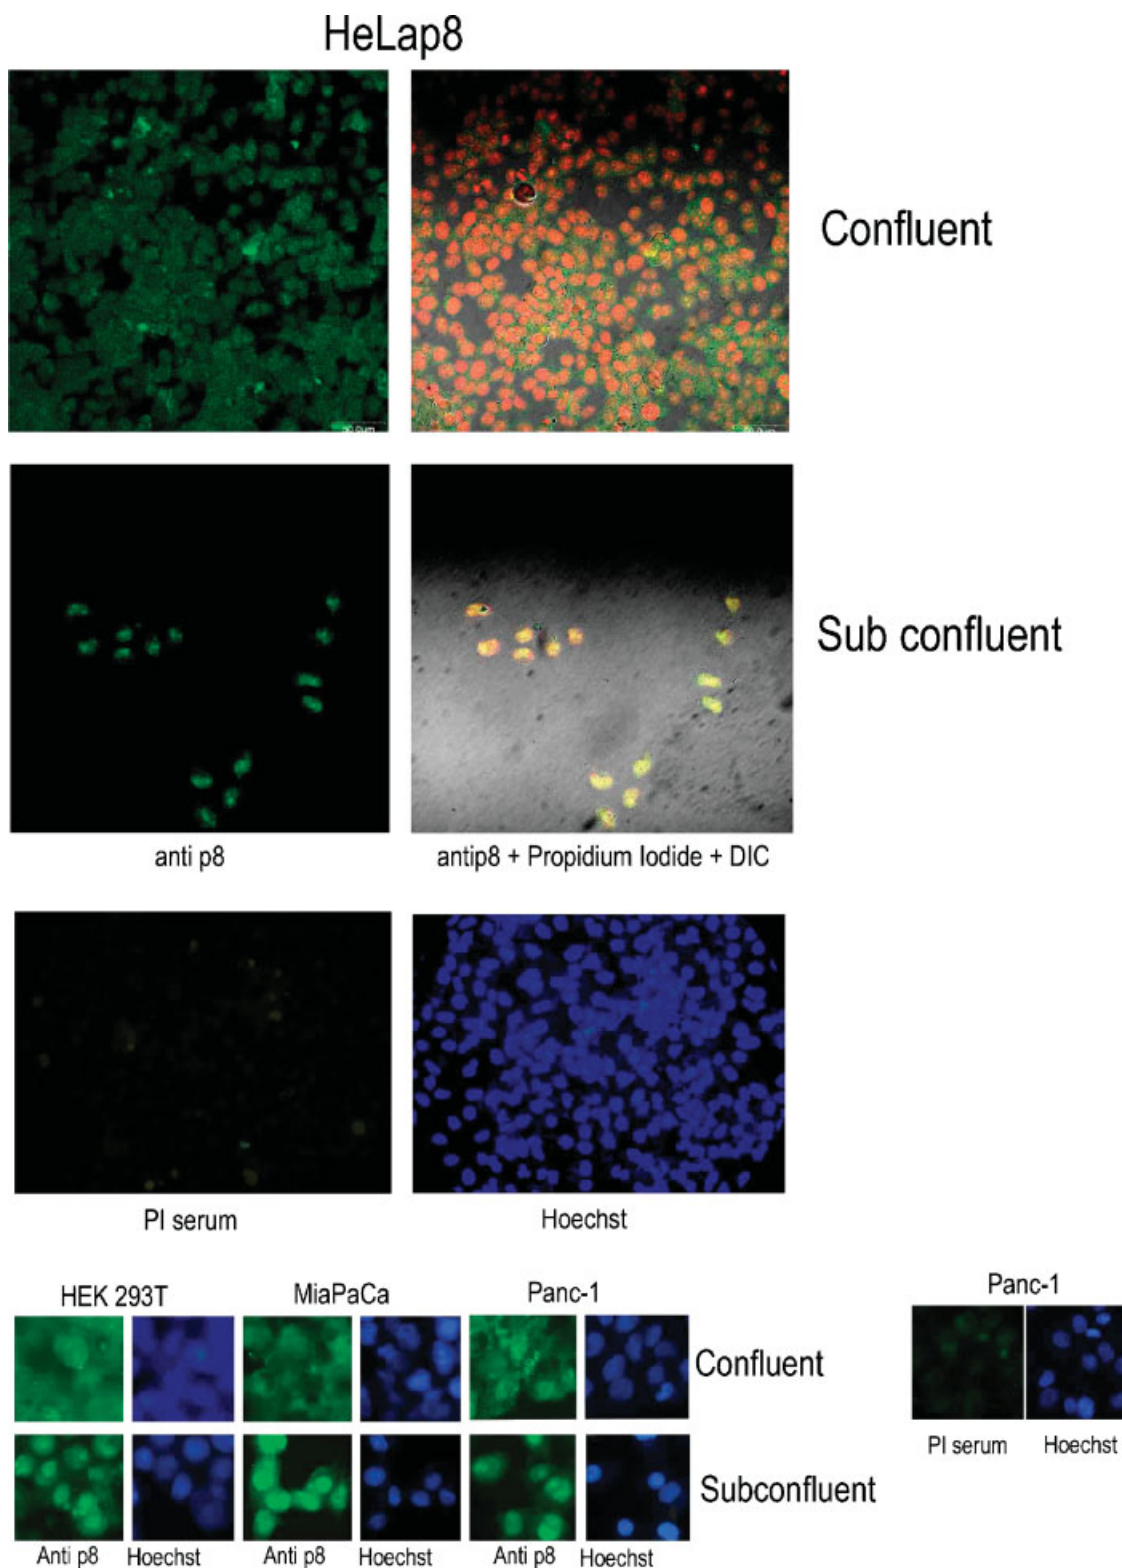 HeLap8
Confluent
Sub confluent
anti p8
antip8 + Propidium Iodide + DIC
PI serum
Hoechst
HEK 293T
MiaPaCa
Panc-1
Confluent
Subconfluent
Anti p8
Hoechst
Anti p8
Hoechst
Anti p8
Hoechst
Panc-1
PI serum
Hoechst